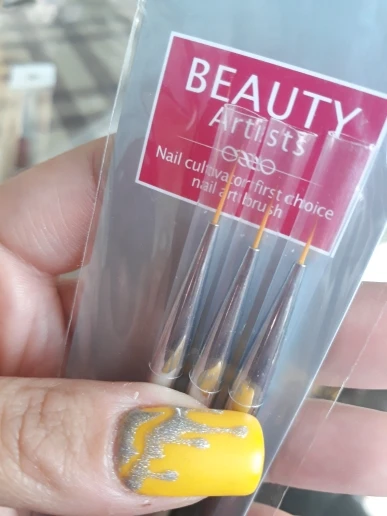 BEAUTY
Artists
Nail cultivator first choice
nail art brush